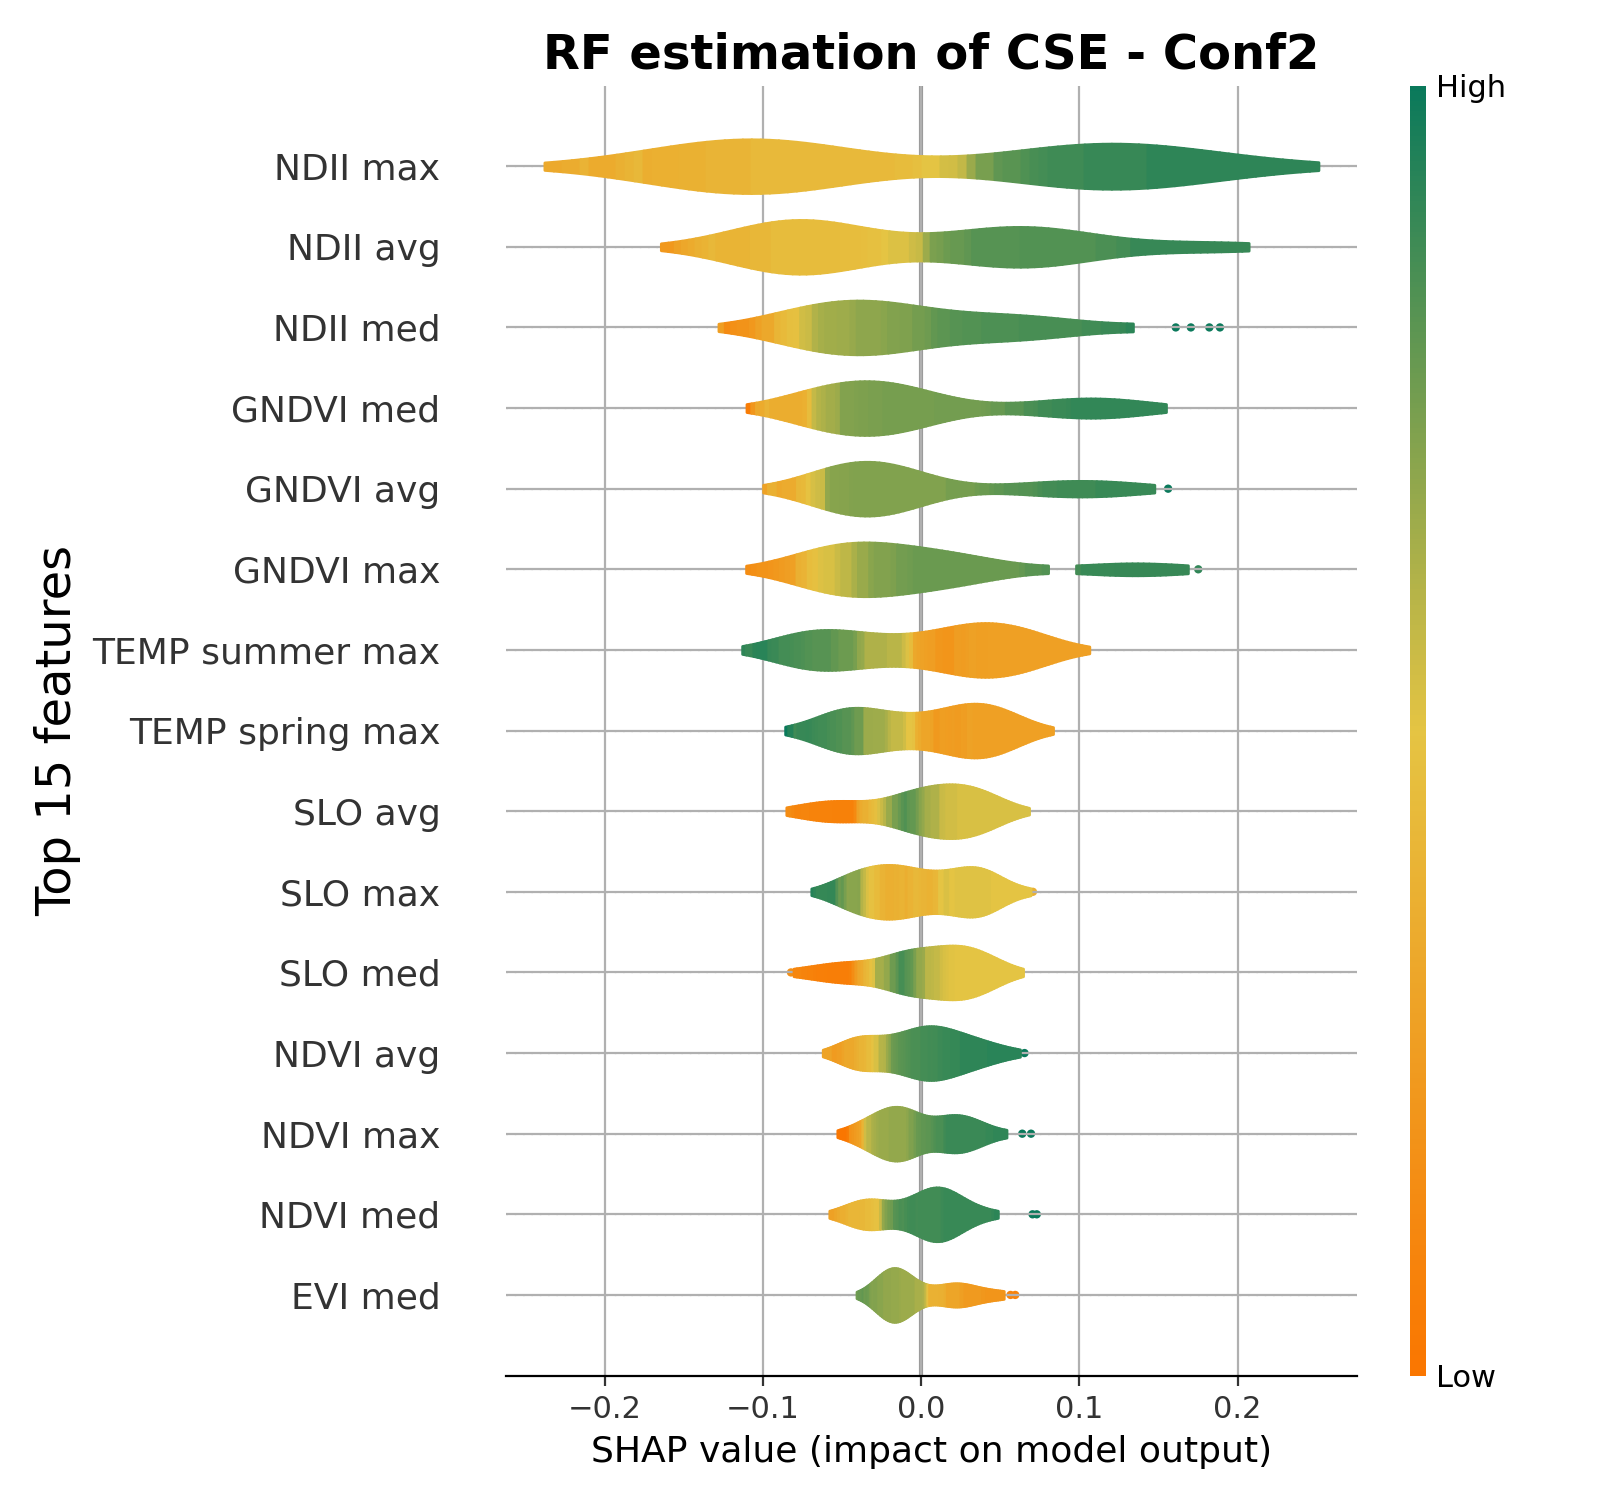 RF estimation of CSE - Conf2
High
NDII max
NDII avg
NDII med
GNDVI med
GNDVI avg
GNDVI max
TEMP summer max
TEMP spring max
SLO avg
SLO max
SLO med
NDVI avg
NDVI max
NDVI med
EVI med
Top 15 features
Low
−0.2 −0.1 0.0 0.1 0.2
SHAP value (impact on model output)